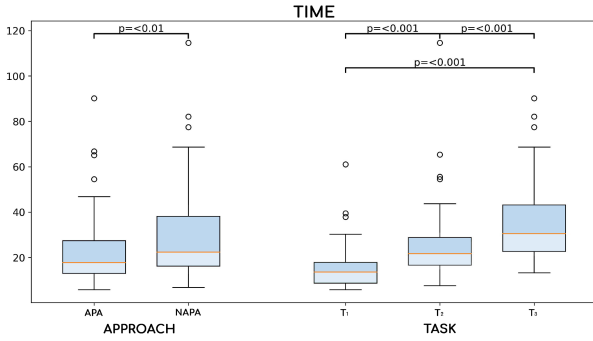 TIME
p=<0.01
p=<0.001
p=<0.001
p=<0.001
120
100
80
60
40
20
APA
NAPA
T₁
T₂
T₃
APPROACH
TASK